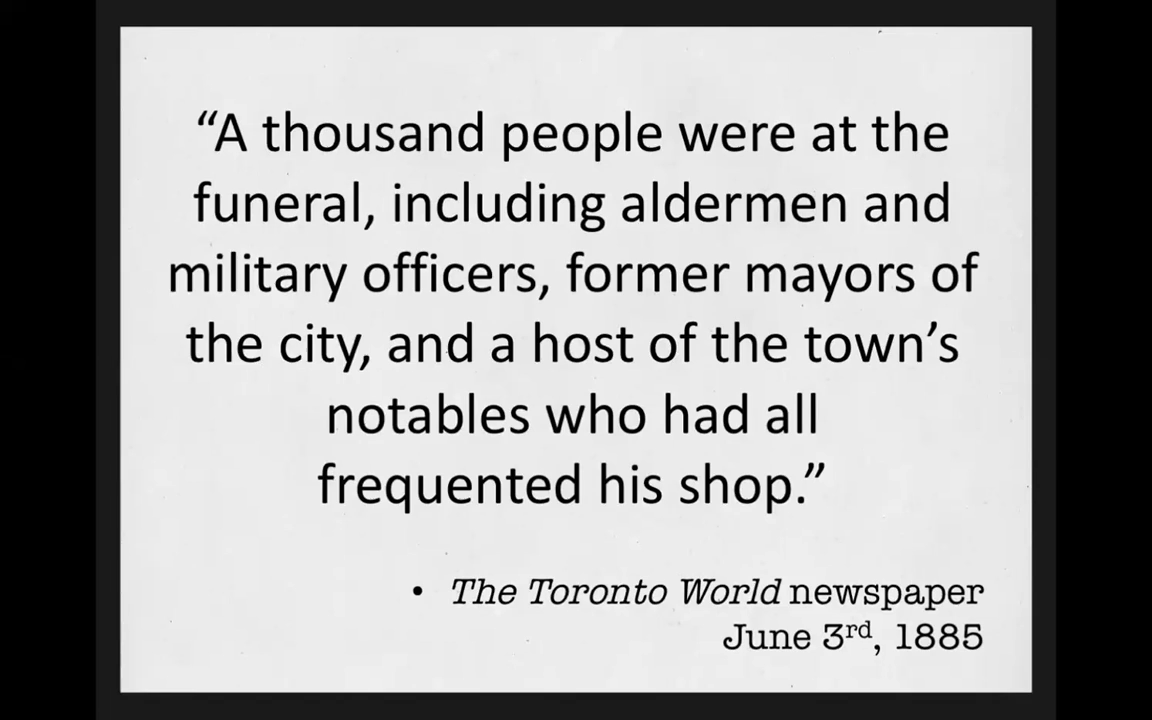 “A thousand people were at the
funeral, including aldermen and
military officers, former mayors of
the city, and a host of the town’s
notables who had all
frequented his shop.”
• The Toronto World newspaper
June 3rd, 1885